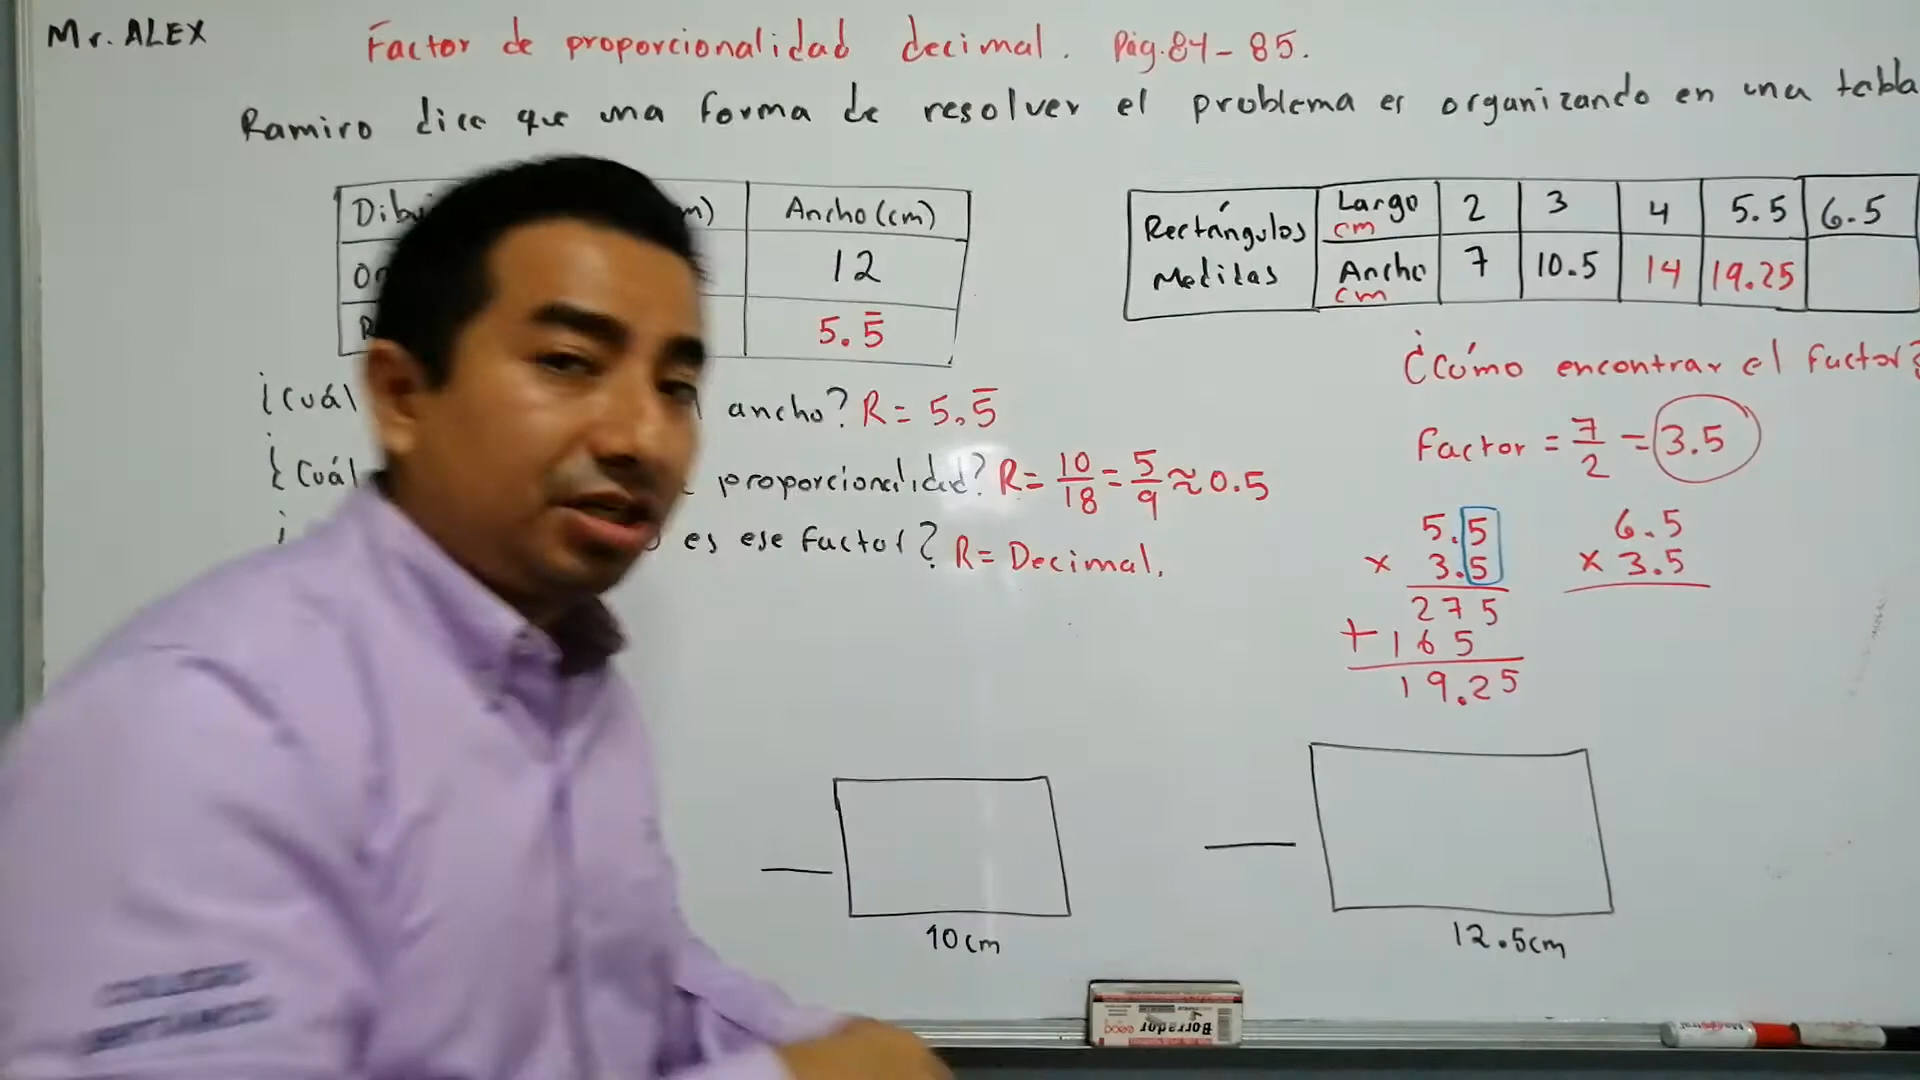 Mr. ALEX
Factor de proporcionalidad decimal. Pág. 84 - 85.
Ramiro dice que una forma de resolver el problema es organizando en una tabla
Ancho (cm)
12
5.5̅
Rectángulos Medidas
Largo cm 2 3 4 5.5 6.5
Ancho cm 7 10.5 14 19.25
¿Cuál ancho? R= 5.5̅
¿Cuál proporcionalidad? R= 10/18 = 5/9 ≈ 0.5
es ese factor? R= Decimal.
¿Cómo encontrar el factor?
Factor = 7/2 = 3.5
5.5
x 3.5
275
+ 165
19.25
6.5
x 3.5
10cm
12.5cm
Borrador